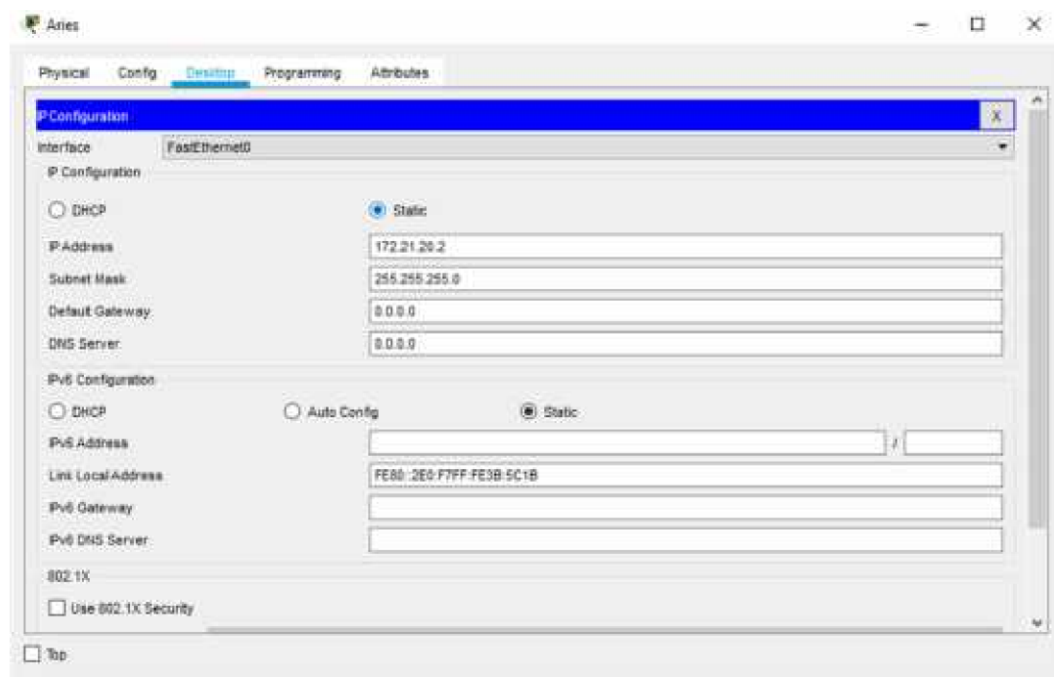 Aries
Physical Config Desktop Programming Attributes
IP Configuration X
Interface FastEthernet0
IP Configuration
DHCP Static
IP Address 172.21.20.2
Subnet Mask 255.255.255.0
Default Gateway 0.0.0.0
DNS Server 0.0.0.0
IPv6 Configuration
DHCP Auto Config Static
IPv6 Address /
Link Local Address FE80::2E0:F7FF:FE3B:5C1B
IPv6 Gateway
IPv6 DNS Server
802.1X
Use 802.1X Security
Top